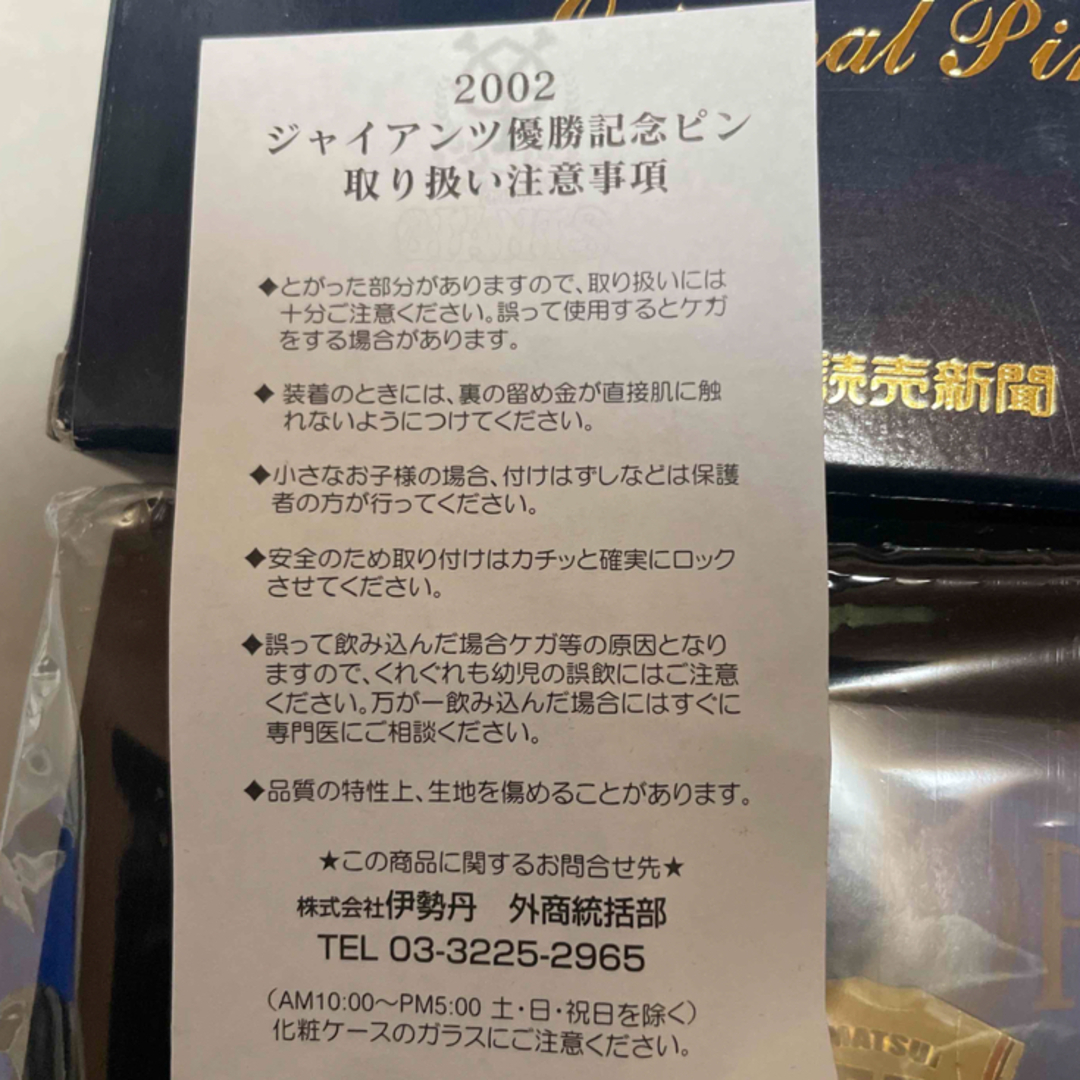 2002
ジャイアンツ優勝記念ピン
取り扱い注意事項
◆とがった部分がありますので、取り扱いには
十分ご注意ください。誤って使用するとケガ
をする場合があります。
◆ 装着のときには、裏の留め金が直接肌に触
れないようにつけてください。
◆小さなお子様の場合、付けはずしなどは保護
者の方が行ってください。
◆安全のため取り付けはカチッと確実にロック
させてください。
◆誤って飲み込んだ場合ケガ等の原因となり
ますので、くれぐれも幼児の誤飲にはご注意
ください。万が一飲み込んだ場合にはすぐに
専門医にご相談ください。
◆品質の特性上、生地を傷めることがあります。
★この商品に関するお問合せ先★
株式会社伊勢丹 外商統括部
TEL 03-3225-2965
（AM10:00〜PM5:00 土・日・祝日を除く）
化粧ケースのガラスにご注意ください。
読売新聞
MATSUI